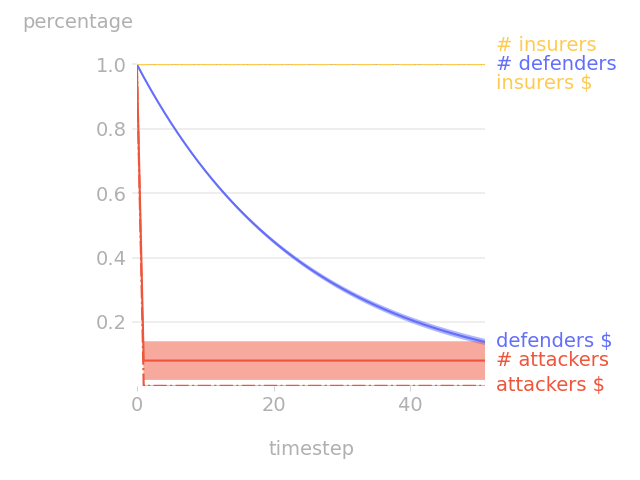 percentage
# insurers
# defenders
insurers $
1.0
0.8
0.6
0.4
0.2
defenders $
# attackers
attackers $
0
20
40
timestep